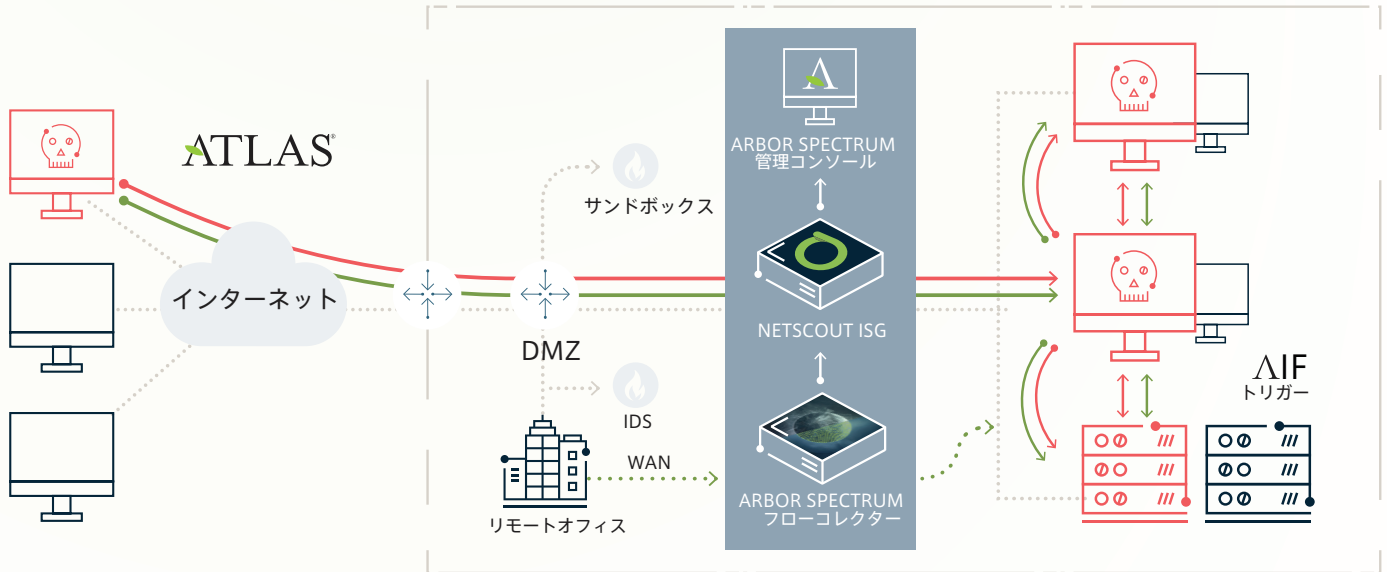 ATLAS®
インターネット
サンドボックス
DMZ
IDS
WAN
リモートオフィス
ARBOR SPECTRUM
管理コンソール
NETSCOUT ISG
ARBOR SPECTRUM
フローコレクター
AIF
トリガー